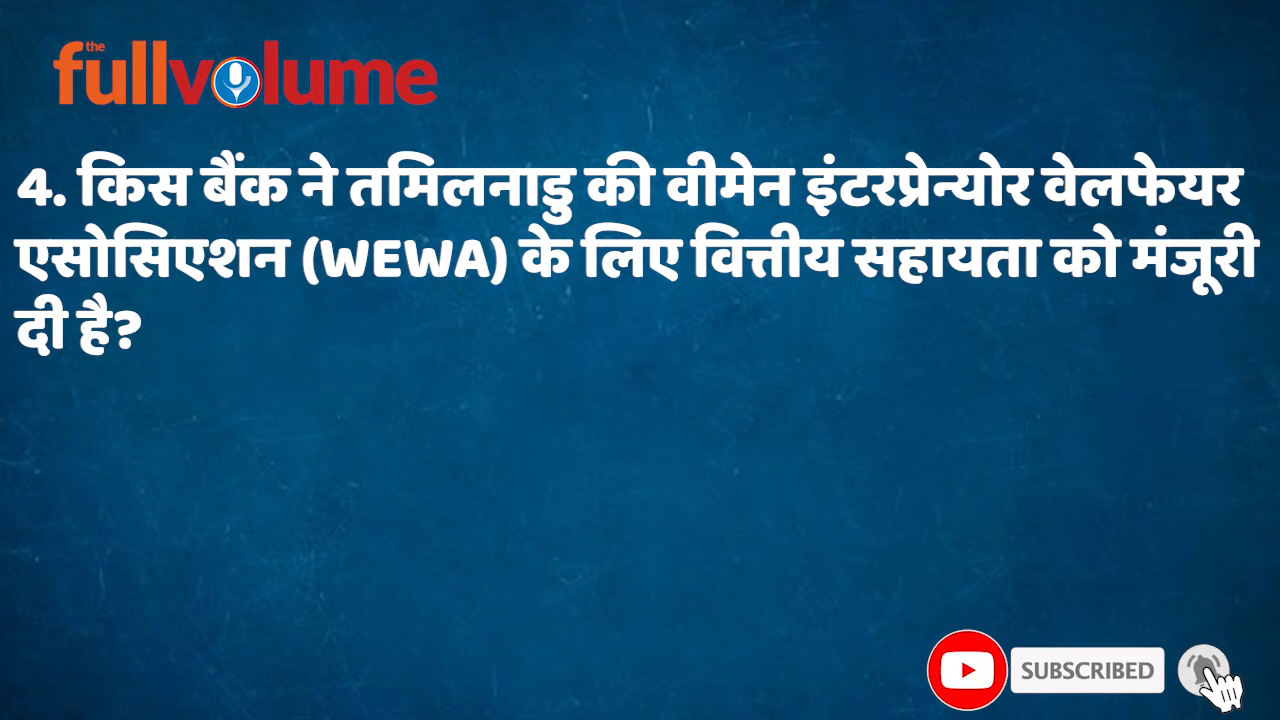 the
fullvolume
4. किस बैंक ने तमिलनाडु की वीमेन इंटरप्रेन्योर वेलफेयर
एसोसिएशन (WEWA) के लिए वित्तीय सहायता को मंजूरी
दी है?
SUBSCRIBED